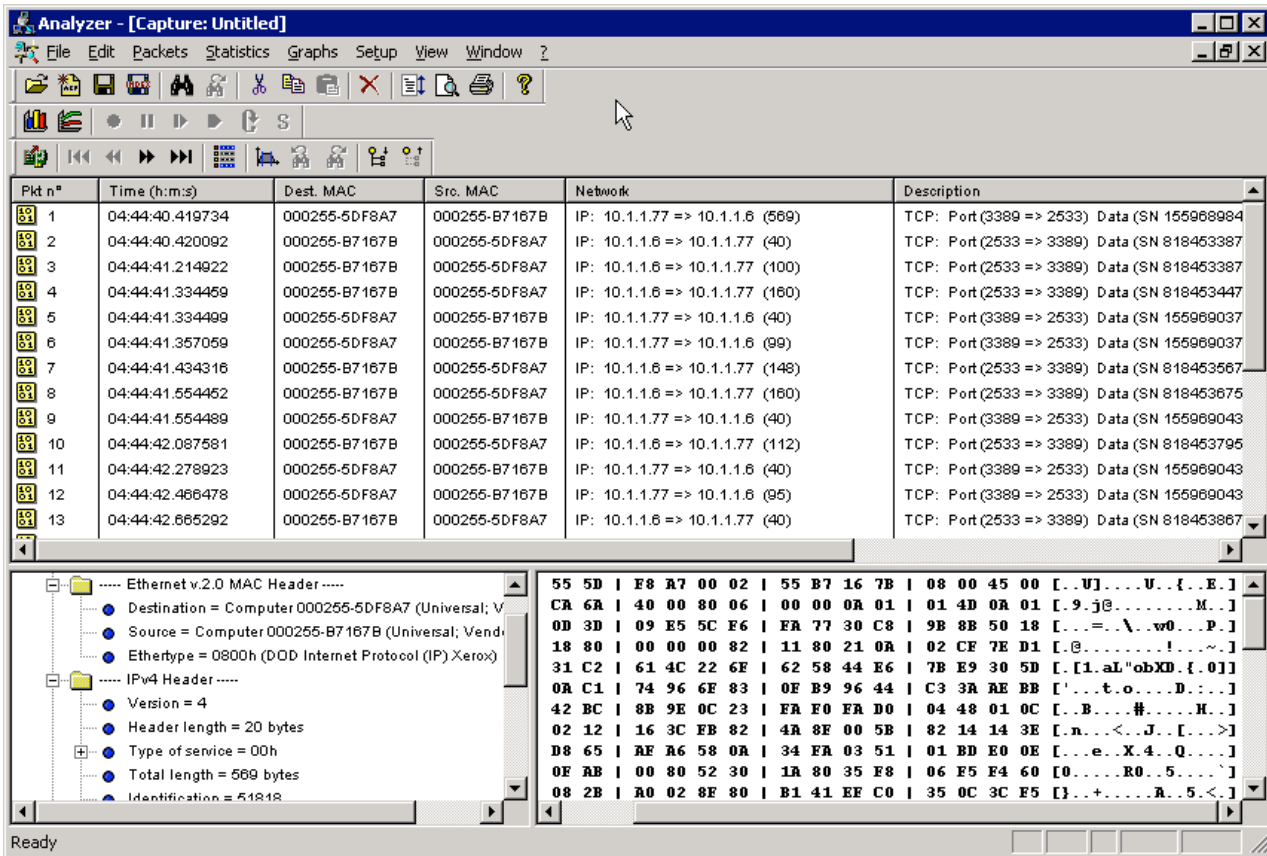 Analyzer - [Capture: Untitled]
File Edit Packets Statistics Graphs Setup View Window ?
Pkt n° Time (h:m:s) Dest. MAC Src. MAC Network Description
1 04:44:40.419734 000255-5DF8A7 000255-B7167B IP: 10.1.1.77 => 10.1.1.6 (569) TCP: Port (3389 => 2533) Data (SN 155968984
2 04:44:40.420092 000255-B7167B 000255-5DF8A7 IP: 10.1.1.6 => 10.1.1.77 (40) TCP: Port (2533 => 3389) Data (SN 818453387
3 04:44:41.214922 000255-B7167B 000255-5DF8A7 IP: 10.1.1.6 => 10.1.1.77 (100) TCP: Port (2533 => 3389) Data (SN 818453387
4 04:44:41.334459 000255-B7167B 000255-5DF8A7 IP: 10.1.1.6 => 10.1.1.77 (160) TCP: Port (2533 => 3389) Data (SN 818453447
5 04:44:41.334499 000255-5DF8A7 000255-B7167B IP: 10.1.1.77 => 10.1.1.6 (40) TCP: Port (3389 => 2533) Data (SN 155969037
6 04:44:41.357059 000255-5DF8A7 000255-B7167B IP: 10.1.1.77 => 10.1.1.6 (99) TCP: Port (3389 => 2533) Data (SN 155969037
7 04:44:41.434316 000255-B7167B 000255-5DF8A7 IP: 10.1.1.6 => 10.1.1.77 (148) TCP: Port (2533 => 3389) Data (SN 818453567
8 04:44:41.554452 000255-B7167B 000255-5DF8A7 IP: 10.1.1.6 => 10.1.1.77 (160) TCP: Port (2533 => 3389) Data (SN 818453675
9 04:44:41.554489 000255-5DF8A7 000255-B7167B IP: 10.1.1.77 => 10.1.1.6 (40) TCP: Port (3389 => 2533) Data (SN 155969043
10 04:44:42.087581 000255-B7167B 000255-5DF8A7 IP: 10.1.1.6 => 10.1.1.77 (112) TCP: Port (2533 => 3389) Data (SN 818453795
11 04:44:42.278923 000255-5DF8A7 000255-B7167B IP: 10.1.1.77 => 10.1.1.6 (40) TCP: Port (3389 => 2533) Data (SN 155969043
12 04:44:42.466478 000255-5DF8A7 000255-B7167B IP: 10.1.1.77 => 10.1.1.6 (95) TCP: Port (3389 => 2533) Data (SN 155969043
13 04:44:42.665292 000255-B7167B 000255-5DF8A7 IP: 10.1.1.6 => 10.1.1.77 (40) TCP: Port (2533 => 3389) Data (SN 818453867
----- Ethernet v.2.0 MAC Header -----
Destination = Computer 000255-5DF8A7 (Universal; V
Source = Computer 000255-B7167B (Universal; Vend
Ethertype = 0800h (DOD Internet Protocol (IP) Xerox)
----- IPv4 Header -----
Version = 4
Header length = 20 bytes
Type of service = 00h
Total length = 569 bytes
Identification = 51818
55 5D | F8 A7 00 02 | 55 B7 16 7B | 08 00 45 00 [..U]....U..{..E.]
CA 6A | 40 00 80 06 | 00 00 0A 01 | 01 4D 0A 01 [.9.j@........M..]
0D 3D | 09 E5 5C F6 | FA 77 30 C8 | 9B 8B 50 18 [...=..\..w0...P.]
18 80 | 00 00 00 82 | 11 80 21 0A | 02 CF 7E D1 [.@........!...~.]
31 C2 | 61 4C 22 6F | 62 58 44 E6 | 7B E9 30 5D [.[1.aL"obXD.{.0]]
0A C1 | 74 96 6F 83 | 0F B9 96 44 | C3 3A AE BB ['...t.o....D.:..]
42 BC | 8B 9E 0C 23 | FA F0 FA D0 | 04 48 01 0C [..B....#.....H..]
02 12 | 16 3C FB 82 | 4A 8F 00 5B | 82 14 14 3E [.n...<..J..[...>]
D8 65 | AF A6 58 0A | 34 FA 03 51 | 01 BD E0 0E [...e..X.4..Q....]
0F AB | 00 80 52 30 | 1A 80 35 F8 | 06 F5 F4 60 [0.....R0..5....`]
08 2B | A0 02 8F 80 | B1 41 EF C0 | 35 0C 3C F5 [}..+.....A..5.<.]
Ready